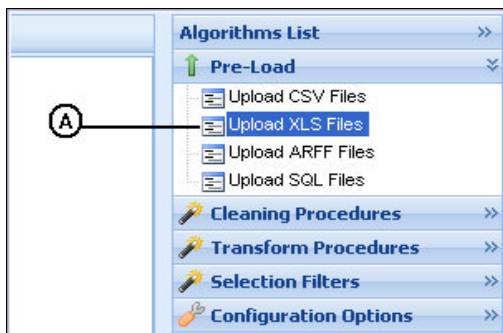 Algorithms List
Pre-Load
Upload CSV Files
A
Upload XLS Files
Upload ARFF Files
Upload SQL Files
Cleaning Procedures
Transform Procedures
Selection Filters
Configuration Options